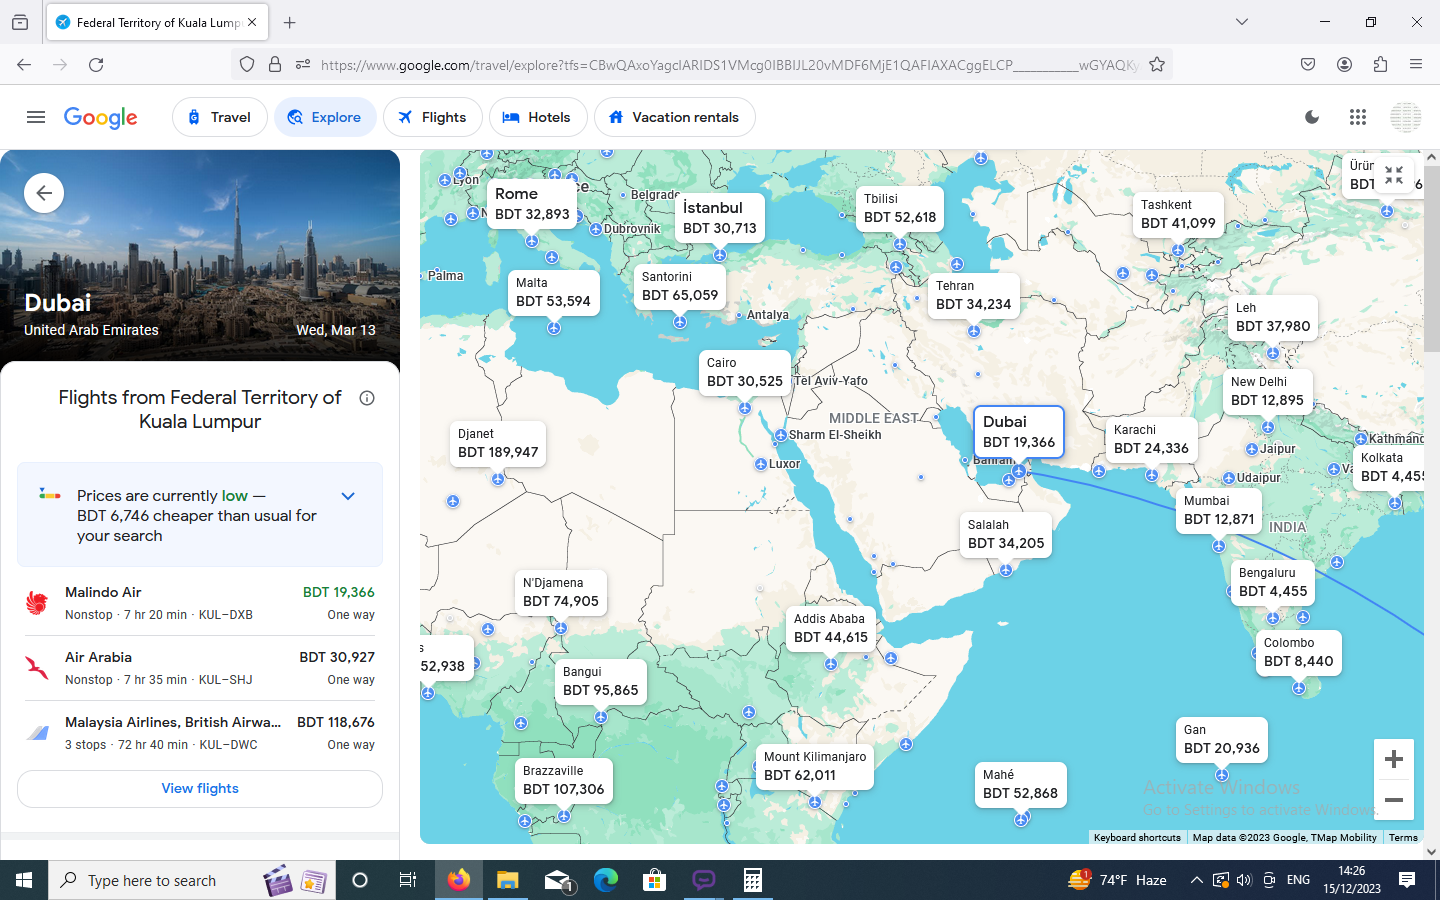 Federal Territory of Kuala Lump
https://www.google.com/travel/explore?tfs=CBwQAxoYagcIARIDS1VMcg0IBBIJL20vMDF6MjE1QAFIAXACggELCP___________wGYAQKy
Google
Travel
Explore
Flights
Hotels
Vacation rentals
Dubai
United Arab Emirates
Wed, Mar 13
Flights from Federal Territory of
Kuala Lumpur
Prices are currently low —
BDT 6,746 cheaper than usual for
your search
Malindo Air
BDT 19,366
Nonstop · 7 hr 20 min · KUL–DXB
One way
Air Arabia
BDT 30,927
Nonstop · 7 hr 35 min · KUL–SHJ
One way
Malaysia Airlines, British Airwa...
BDT 118,676
3 stops · 72 hr 40 min · KUL–DWC
One way
View flights
Lyon
Rome
BDT 32,893
Belgrade
Dubrovnik
İstanbul
BDT 30,713
Tbilisi
BDT 52,618
Tashkent
BDT 41,099
Palma
Malta
BDT 53,594
Santorini
BDT 65,059
Antalya
Tehran
BDT 34,234
Leh
BDT 37,980
Cairo
BDT 30,525
Tel Aviv-Yafo
MIDDLE EAST
New Delhi
BDT 12,895
Djanet
BDT 189,947
Sharm El-Sheikh
Luxor
Dubai
BDT 19,366
Bahrain
Karachi
BDT 24,336
Jaipur
Kathmand
Kolkata
BDT 4,455
Udaipur
Mumbai
BDT 12,871
INDIA
Salalah
BDT 34,205
Bengaluru
BDT 4,455
N'Djamena
BDT 74,905
Addis Ababa
BDT 44,615
Colombo
BDT 8,440
s
52,938
Bangui
BDT 95,865
Gan
BDT 20,936
Mount Kilimanjaro
BDT 62,011
Brazzaville
BDT 107,306
Mahé
BDT 52,868
Activate Windows
Go to Settings to activate Windows.
Keyboard shortcuts
Map data ©2023 Google, TMap Mobility
Terms
Type here to search
1
1
74°F Haze
ENG
14:26
15/12/2023